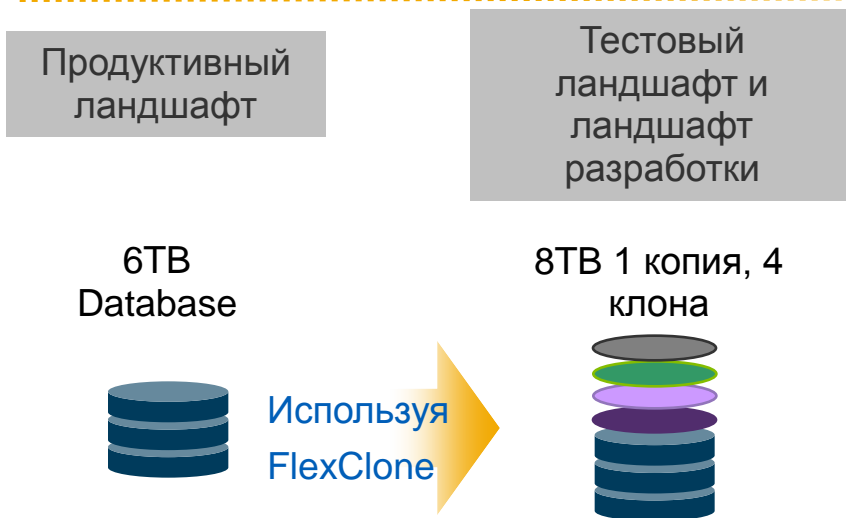 Продуктивный
ландшафт
Тестовый
ландшафт и
ландшафт
разработки
6TB
Database
8TB 1 копия, 4
клона
Используя
FlexClone